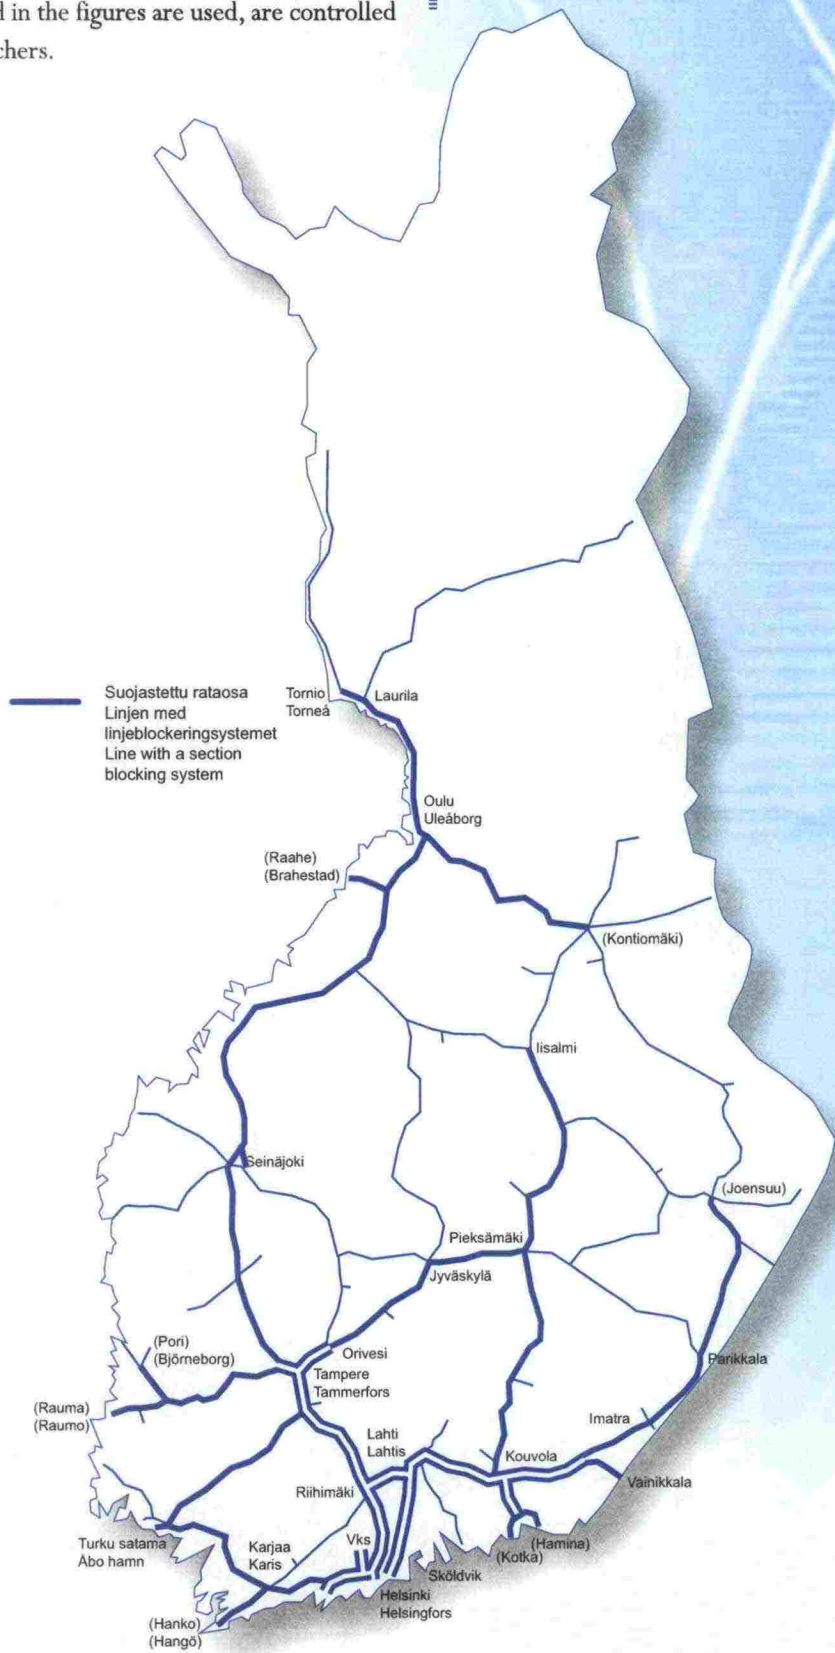 d in the figures are used, are controlled
chers.
Suojastettu rataosa
Linjen med
linjeblockeringsystemet
Line with a section
blocking system
Tornio
Torneå
Laurila
Oulu
Uleåborg
(Raahe)
(Brahestad)
(Kontiomäki)
Iisalmi
Seinäjoki
(Joensuu)
Pieksämäki
Jyväskylä
(Pori)
(Björneborg)
Orivesi
Parikkala
Tampere
Tammerfors
(Rauma)
(Raumo)
Imatra
Lahti
Lahtis
Kouvola
Vainikkala
Riihimäki
Turku satama
Åbo hamn
Karjaa
Karis
Vks
(Hamina)
(Kotka)
Sköldvik
Helsinki
Helsingfors
(Hanko)
(Hangö)